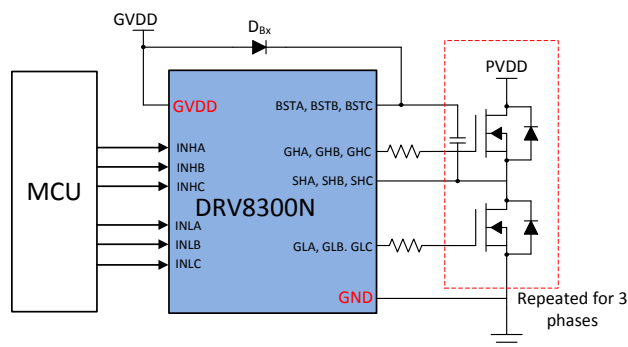 GVDD
DBx
PVDD
GVDD
BSTA, BSTB, BSTC
INHA
INHB
INHC
GHA, GHB, GHC
SHA, SHB, SHC
MCU
DRV8300N
INLA
INLB
INLC
GLA, GLB. GLC
GND
Repeated for 3
phases